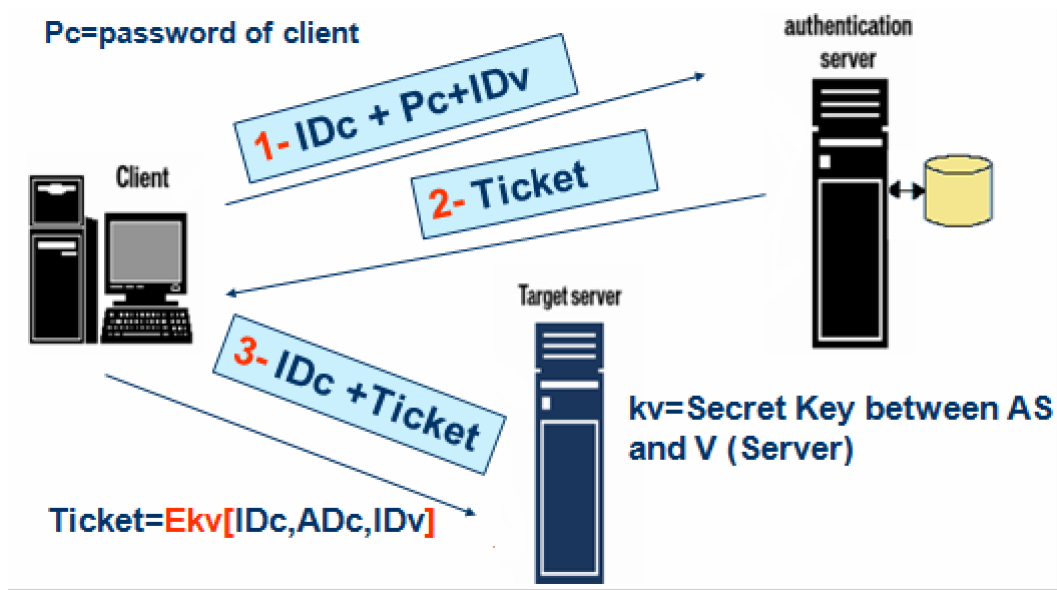 Pc=password of client
authentication
server
1- IDc + Pc+IDv
Client
2- Ticket
Target server
3- IDc +Ticket
kv=Secret Key between AS
and V (Server)
Ticket=Ekv[IDc,ADc,IDv]